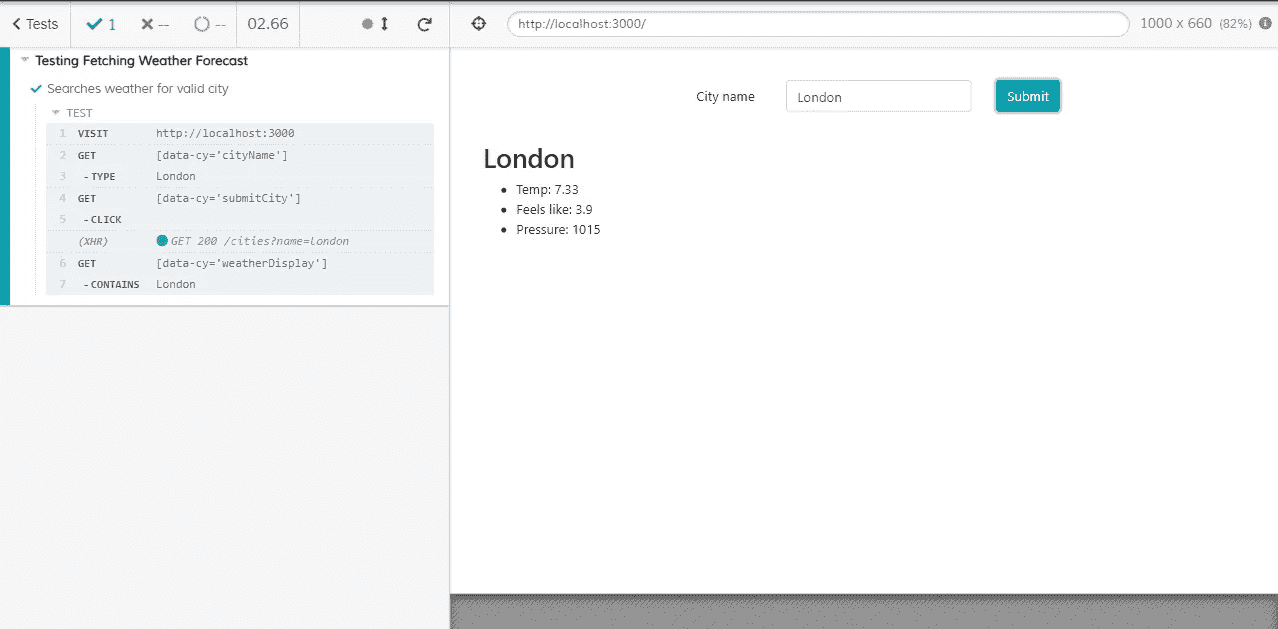 Tests 1 -- -- 02.66
http://localhost:3000/ 1000 x 660 (82%)
Testing Fetching Weather Forecast
Searches weather for valid city
TEST
1 VISIT http://localhost:3000
2 GET [data-cy='cityName']
3 -TYPE London
4 GET [data-cy='submitCity']
5 -CLICK
(XHR) GET 200 /cities?name=London
6 GET [data-cy='weatherDisplay']
7 -CONTAINS London
City name London Submit
London
Temp: 7.33
Feels like: 3.9
Pressure: 1015